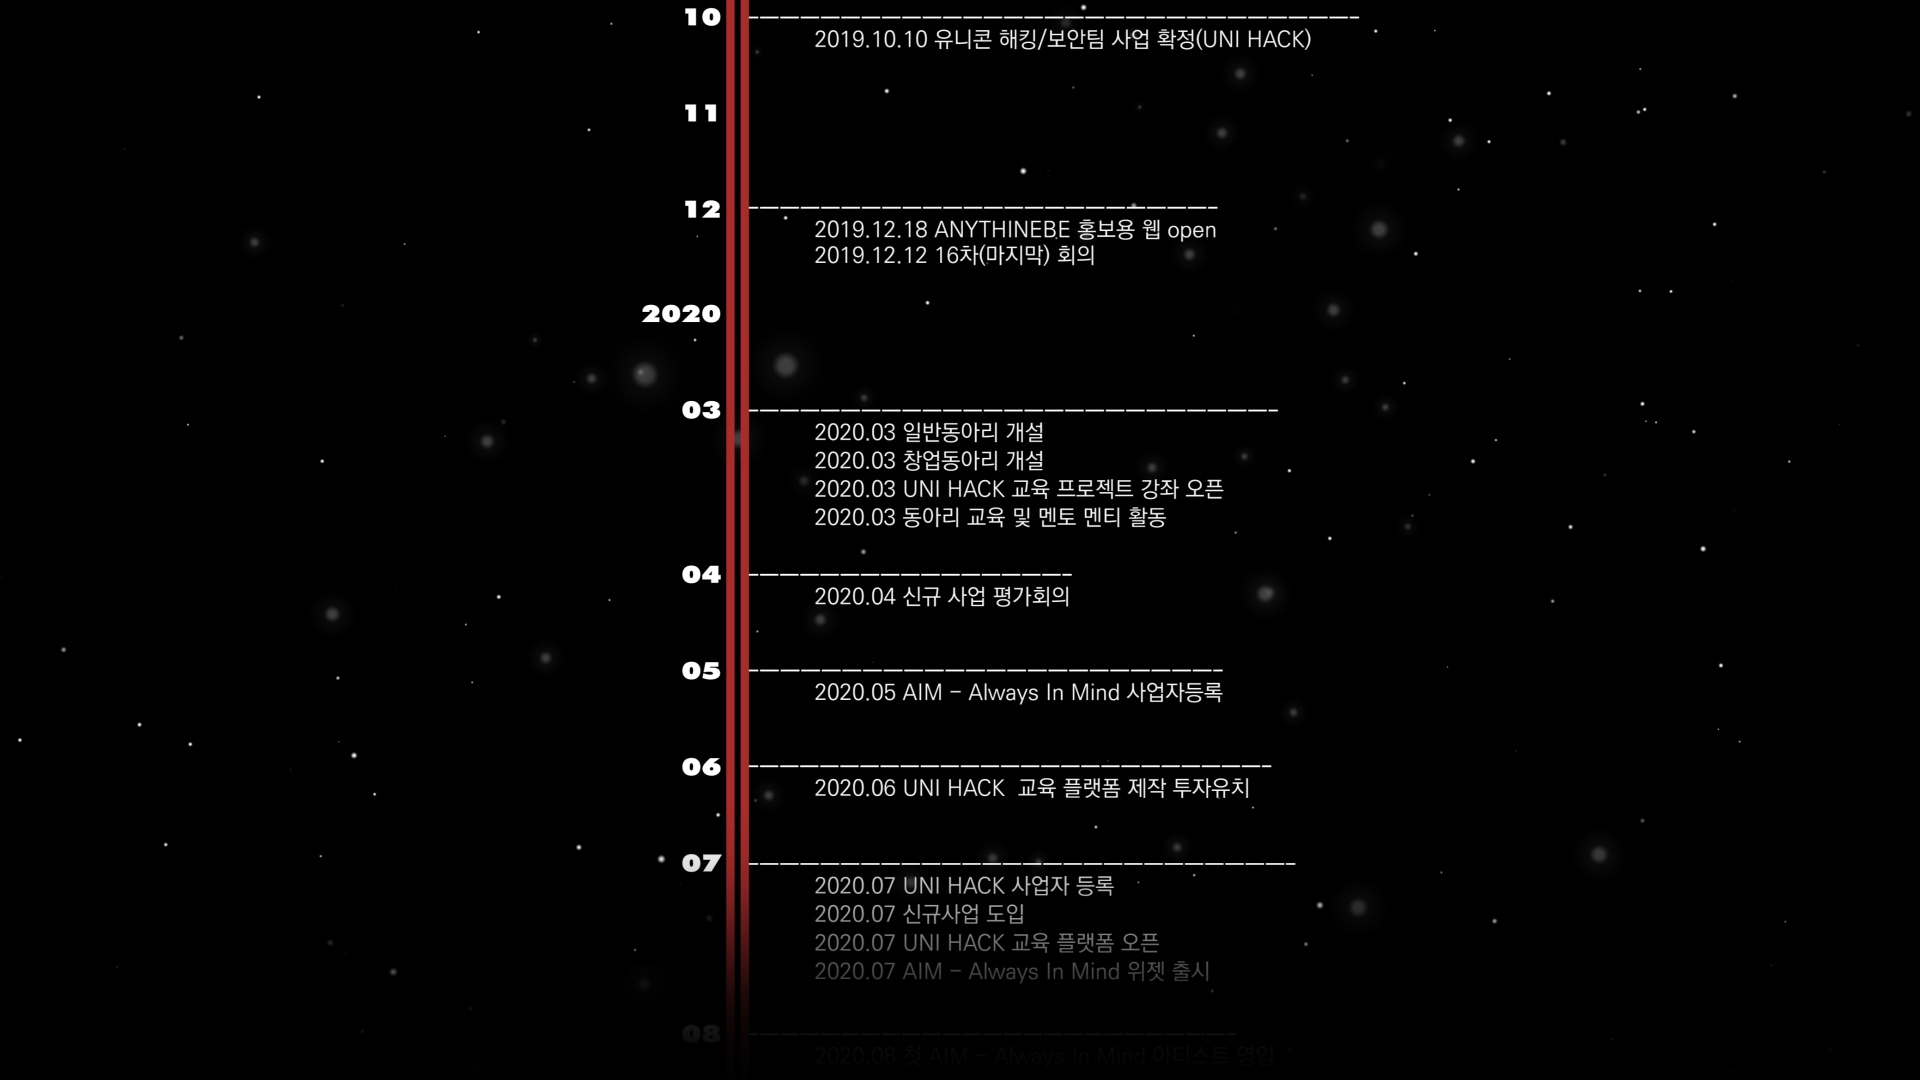 10
2019.10.10 유니콘 해킹/보안팀 사업 확정(UNI HACK)
11
12
2019.12.18 ANYTHINEBE 홍보용 웹 open
2019.12.12 16차(마지막) 회의
2020
03
2020.03 일반동아리 개설
2020.03 창업동아리 개설
2020.03 UNI HACK 교육 프로젝트 강좌 오픈
2020.03 동아리 교육 및 멘토 멘티 활동
04
2020.04 신규 사업 평가회의
05
2020.05 AIM - Always In Mind 사업자등록
06
2020.06 UNI HACK  교육 플랫폼 제작 투자유치
07
2020.07 UNI HACK 사업자 등록
2020.07 신규사업 도입
2020.07 UNI HACK 교육 플랫폼 오픈
2020.07 AIM - Always In Mind 위젯 출시
08
2020.08 첫 AIM - Always In Mind 아티스트 영입